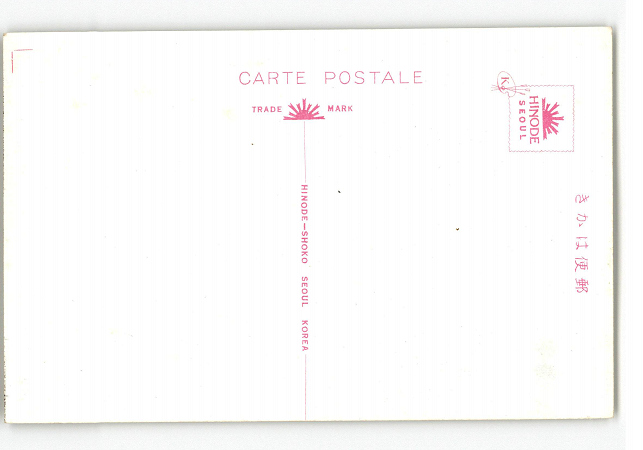 CARTE POSTALE
TRADE MARK
HINODE-SHOKO SEOUL KOREA
K
HINODE
SEOUL
きかは便郵